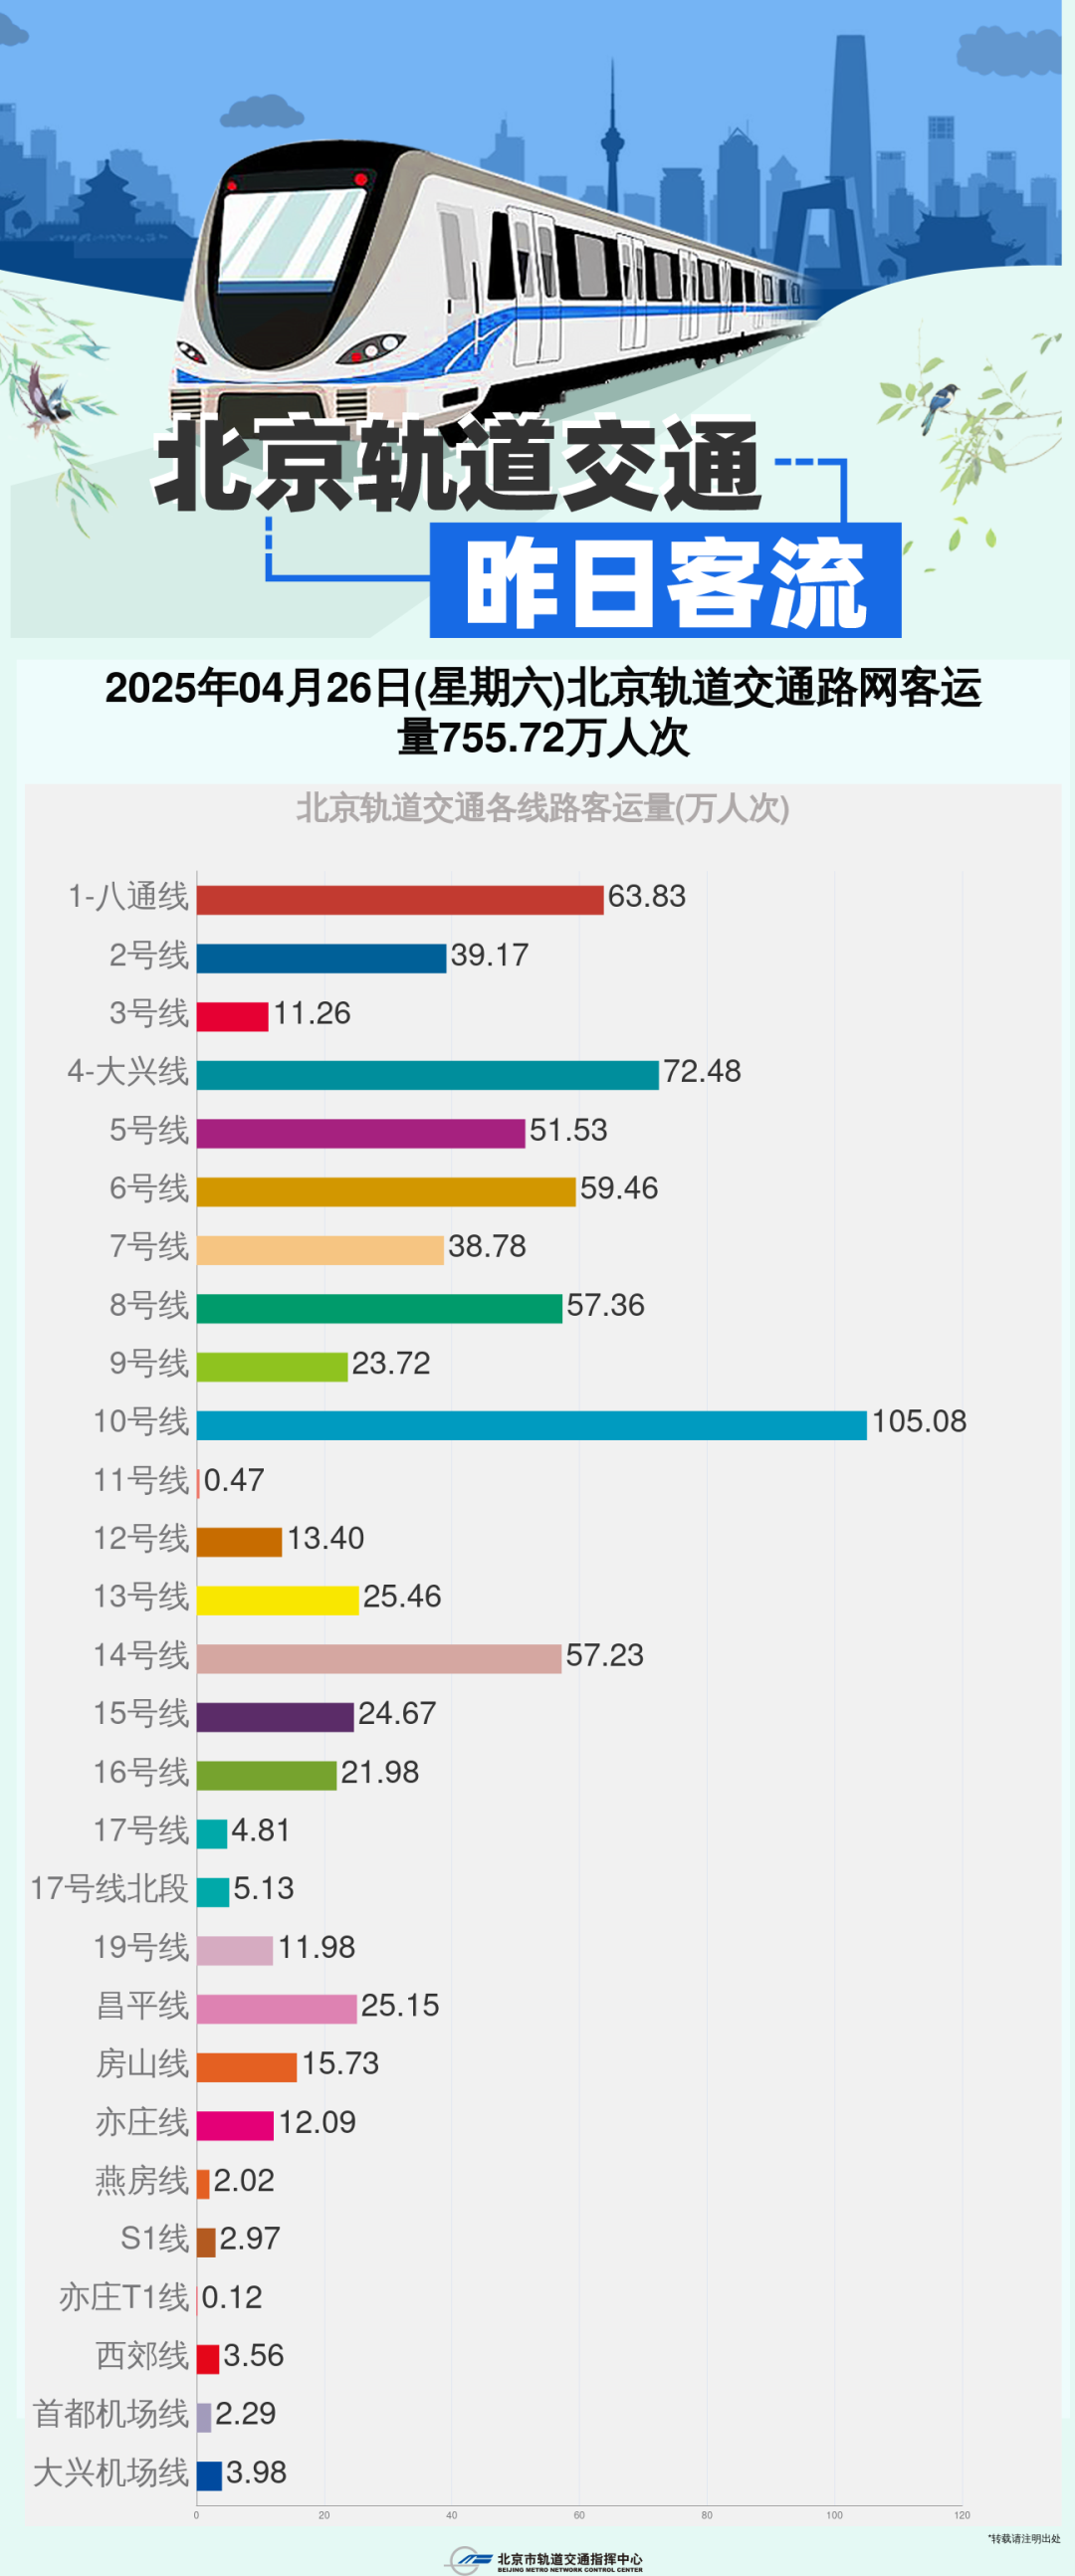 北京轨道交通
昨日客流
2025年04月26日(星期六)北京轨道交通路网客运
量755.72万人次
北京轨道交通各线路客运量(万人次)
1-八通线 63.83
2号线 39.17
3号线 11.26
4-大兴线 72.48
5号线 51.53
6号线 59.46
7号线 38.78
8号线 57.36
9号线 23.72
10号线 105.08
11号线 0.47
12号线 13.40
13号线 25.46
14号线 57.23
15号线 24.67
16号线 21.98
17号线 4.81
17号线北段 5.13
19号线 11.98
昌平线 25.15
房山线 15.73
亦庄线 12.09
燕房线 2.02
S1线 2.97
亦庄T1线 0.12
西郊线 3.56
首都机场线 2.29
大兴机场线 3.98
0 20 40 60 80 100 120
*转载请注明出处
北京市轨道交通指挥中心
BEIJING METRO NETWORK CONTROL CENTER